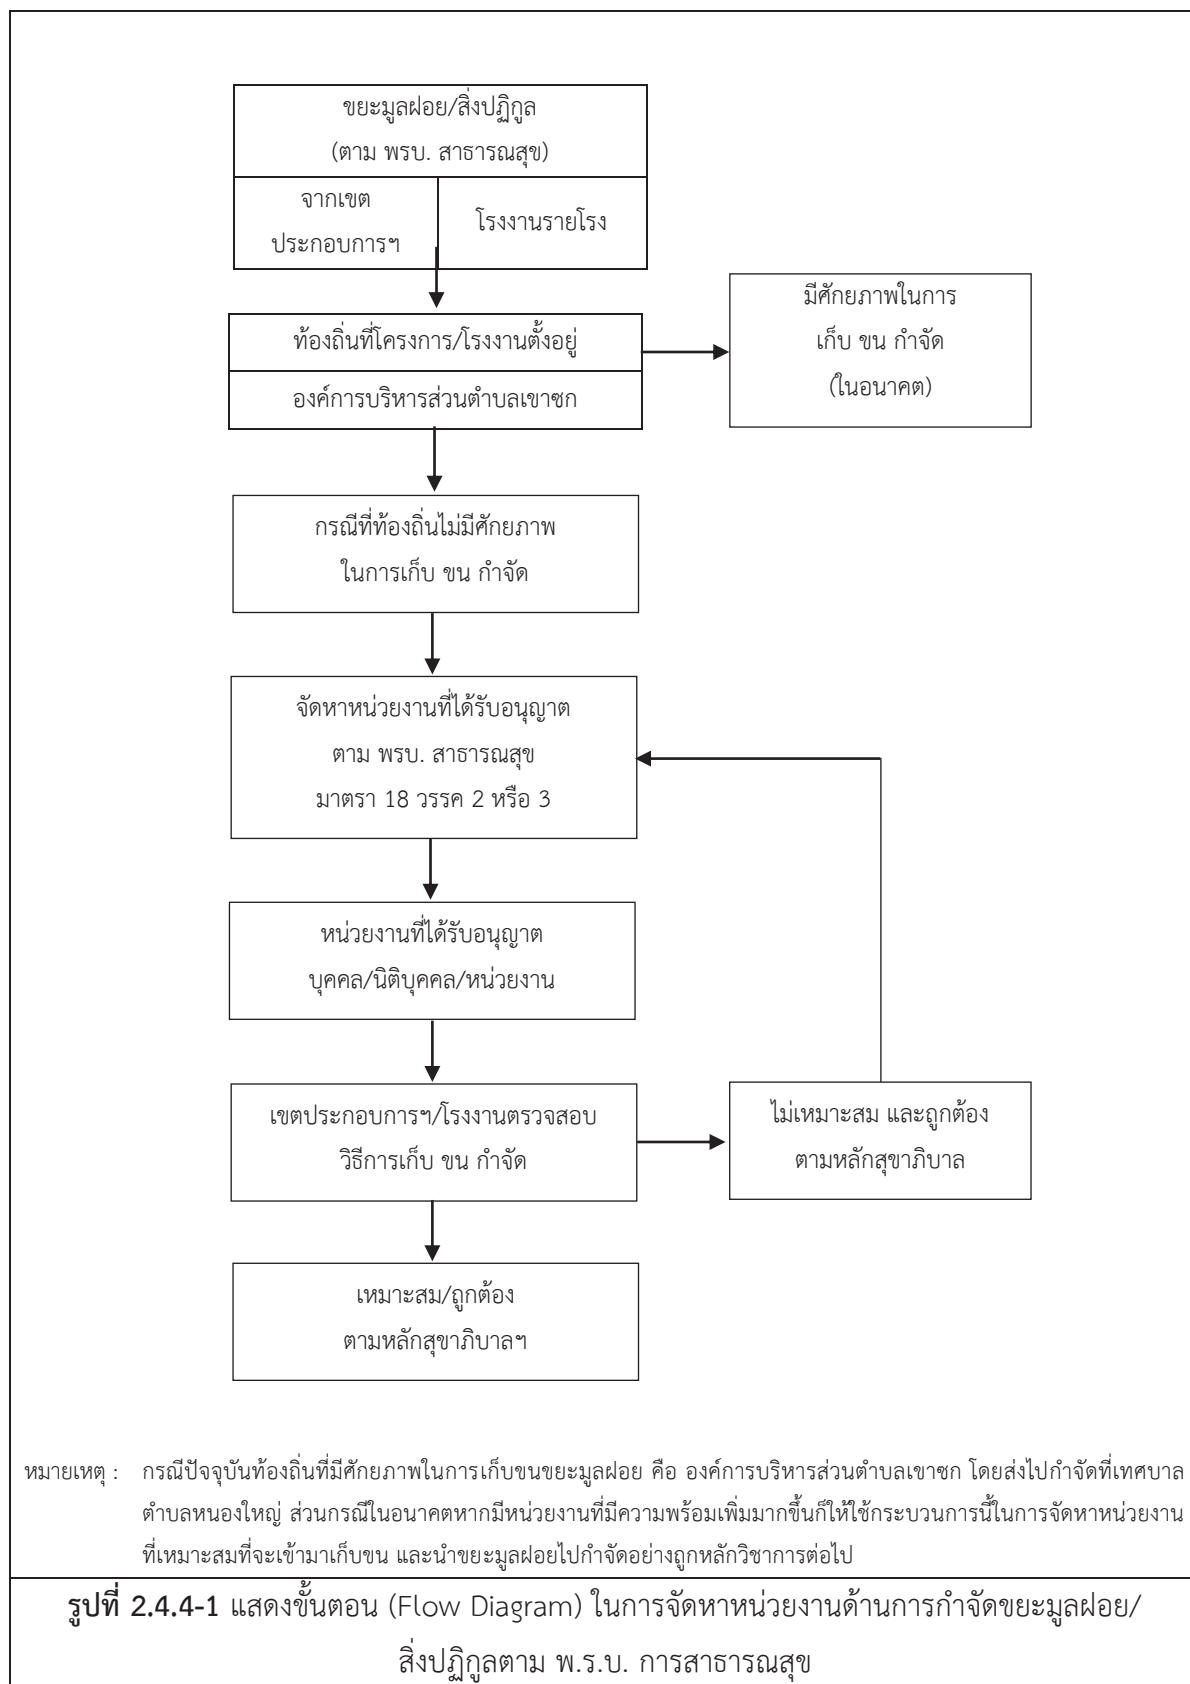 ขยะมูลฝอย/สิ่งปฏิกูล
(ตาม พรบ. สาธารณสุข)
จากเขต
ประกอบการฯ
โรงงานรายโรง
ท้องถิ่นที่โครงการ/โรงงานตั้งอยู่
องค์การบริหารส่วนตำบลเขาซก
มีศักยภาพในการ
เก็บ ขน กำจัด
(ในอนาคต)
กรณีที่ท้องถิ่นไม่มีศักยภาพ
ในการเก็บ ขน กำจัด
จัดหาหน่วยงานที่ได้รับอนุญาต
ตาม พรบ. สาธารณสุข
มาตรา 18 วรรค 2 หรือ 3
หน่วยงานที่ได้รับอนุญาต
บุคคล/นิติบุคคล/หน่วยงาน
เขตประกอบการฯ/โรงงานตรวจสอบ
วิธีการเก็บ ขน กำจัด
ไม่เหมาะสม และถูกต้อง
ตามหลักสุขาภิบาล
เหมาะสม/ถูกต้อง
ตามหลักสุขาภิบาลฯ
หมายเหตุ : กรณีปัจจุบันท้องถิ่นที่มีศักยภาพในการเก็บขนขยะมูลฝอย คือ องค์การบริหารส่วนตำบลเขาซก โดยส่งไปกำจัดที่เทศบาล
ตำบลหนองใหญ่ ส่วนกรณีในอนาคตหากมีหน่วยงานที่มีความพร้อมเพิ่มมากขึ้นก็ให้ใช้กระบวนการนี้ในการจัดหาหน่วยงาน
ที่เหมาะสมที่จะเข้ามาเก็บขน และนำขยะมูลฝอยไปกำจัดอย่างถูกหลักวิชาการต่อไป
รูปที่ 2.4.4-1 แสดงขั้นตอน (Flow Diagram) ในการจัดหาหน่วยงานด้านการกำจัดขยะมูลฝอย/
สิ่งปฏิกูลตาม พ.ร.บ. การสาธารณสุข